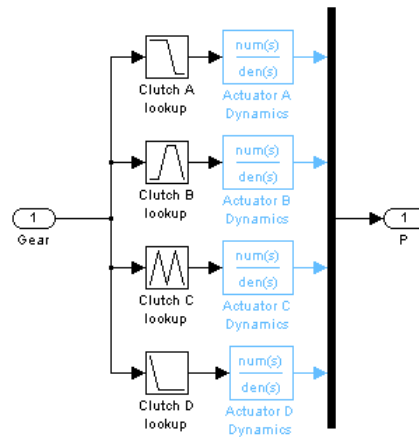 num(s)
den(s)
Clutch A
lookup
Actuator A
Dynamics
num(s)
den(s)
Clutch B
lookup
Actuator B
Dynamics
1
Gear
1
P
num(s)
den(s)
Clutch C
lookup
Actuator C
Dynamics
num(s)
den(s)
Clutch D
lookup
Actuator D
Dynamics